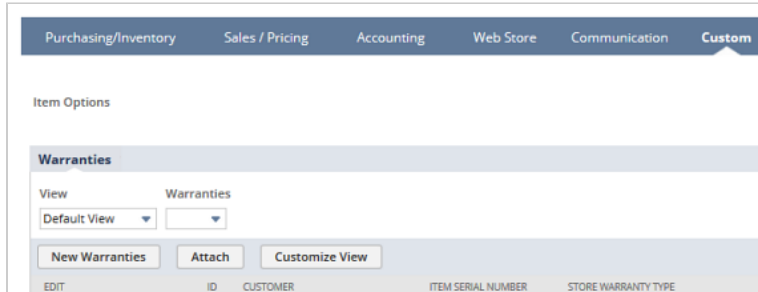 Purchasing/Inventory Sales / Pricing Accounting Web Store Communication Custom
Item Options
Warranties
View Warranties
Default View
New Warranties Attach Customize View
EDIT ID CUSTOMER ITEM SERIAL NUMBER STORE WARRANTY TYPE